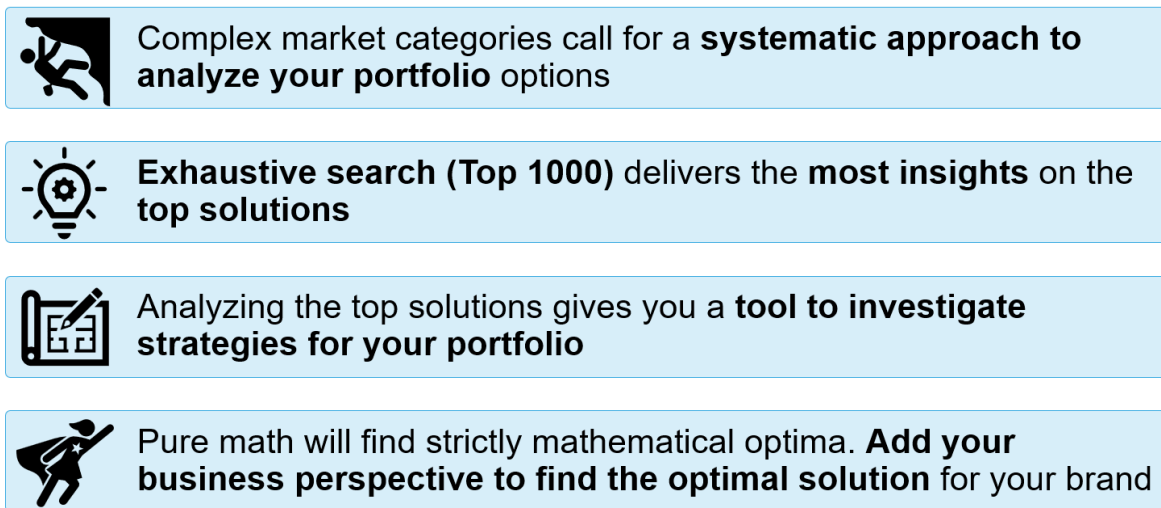 Complex market categories call for a systematic approach to
analyze your portfolio options
Exhaustive search (Top 1000) delivers the most insights on the
top solutions
Analyzing the top solutions gives you a tool to investigate
strategies for your portfolio
Pure math will find strictly mathematical optima. Add your
business perspective to find the optimal solution for your brand